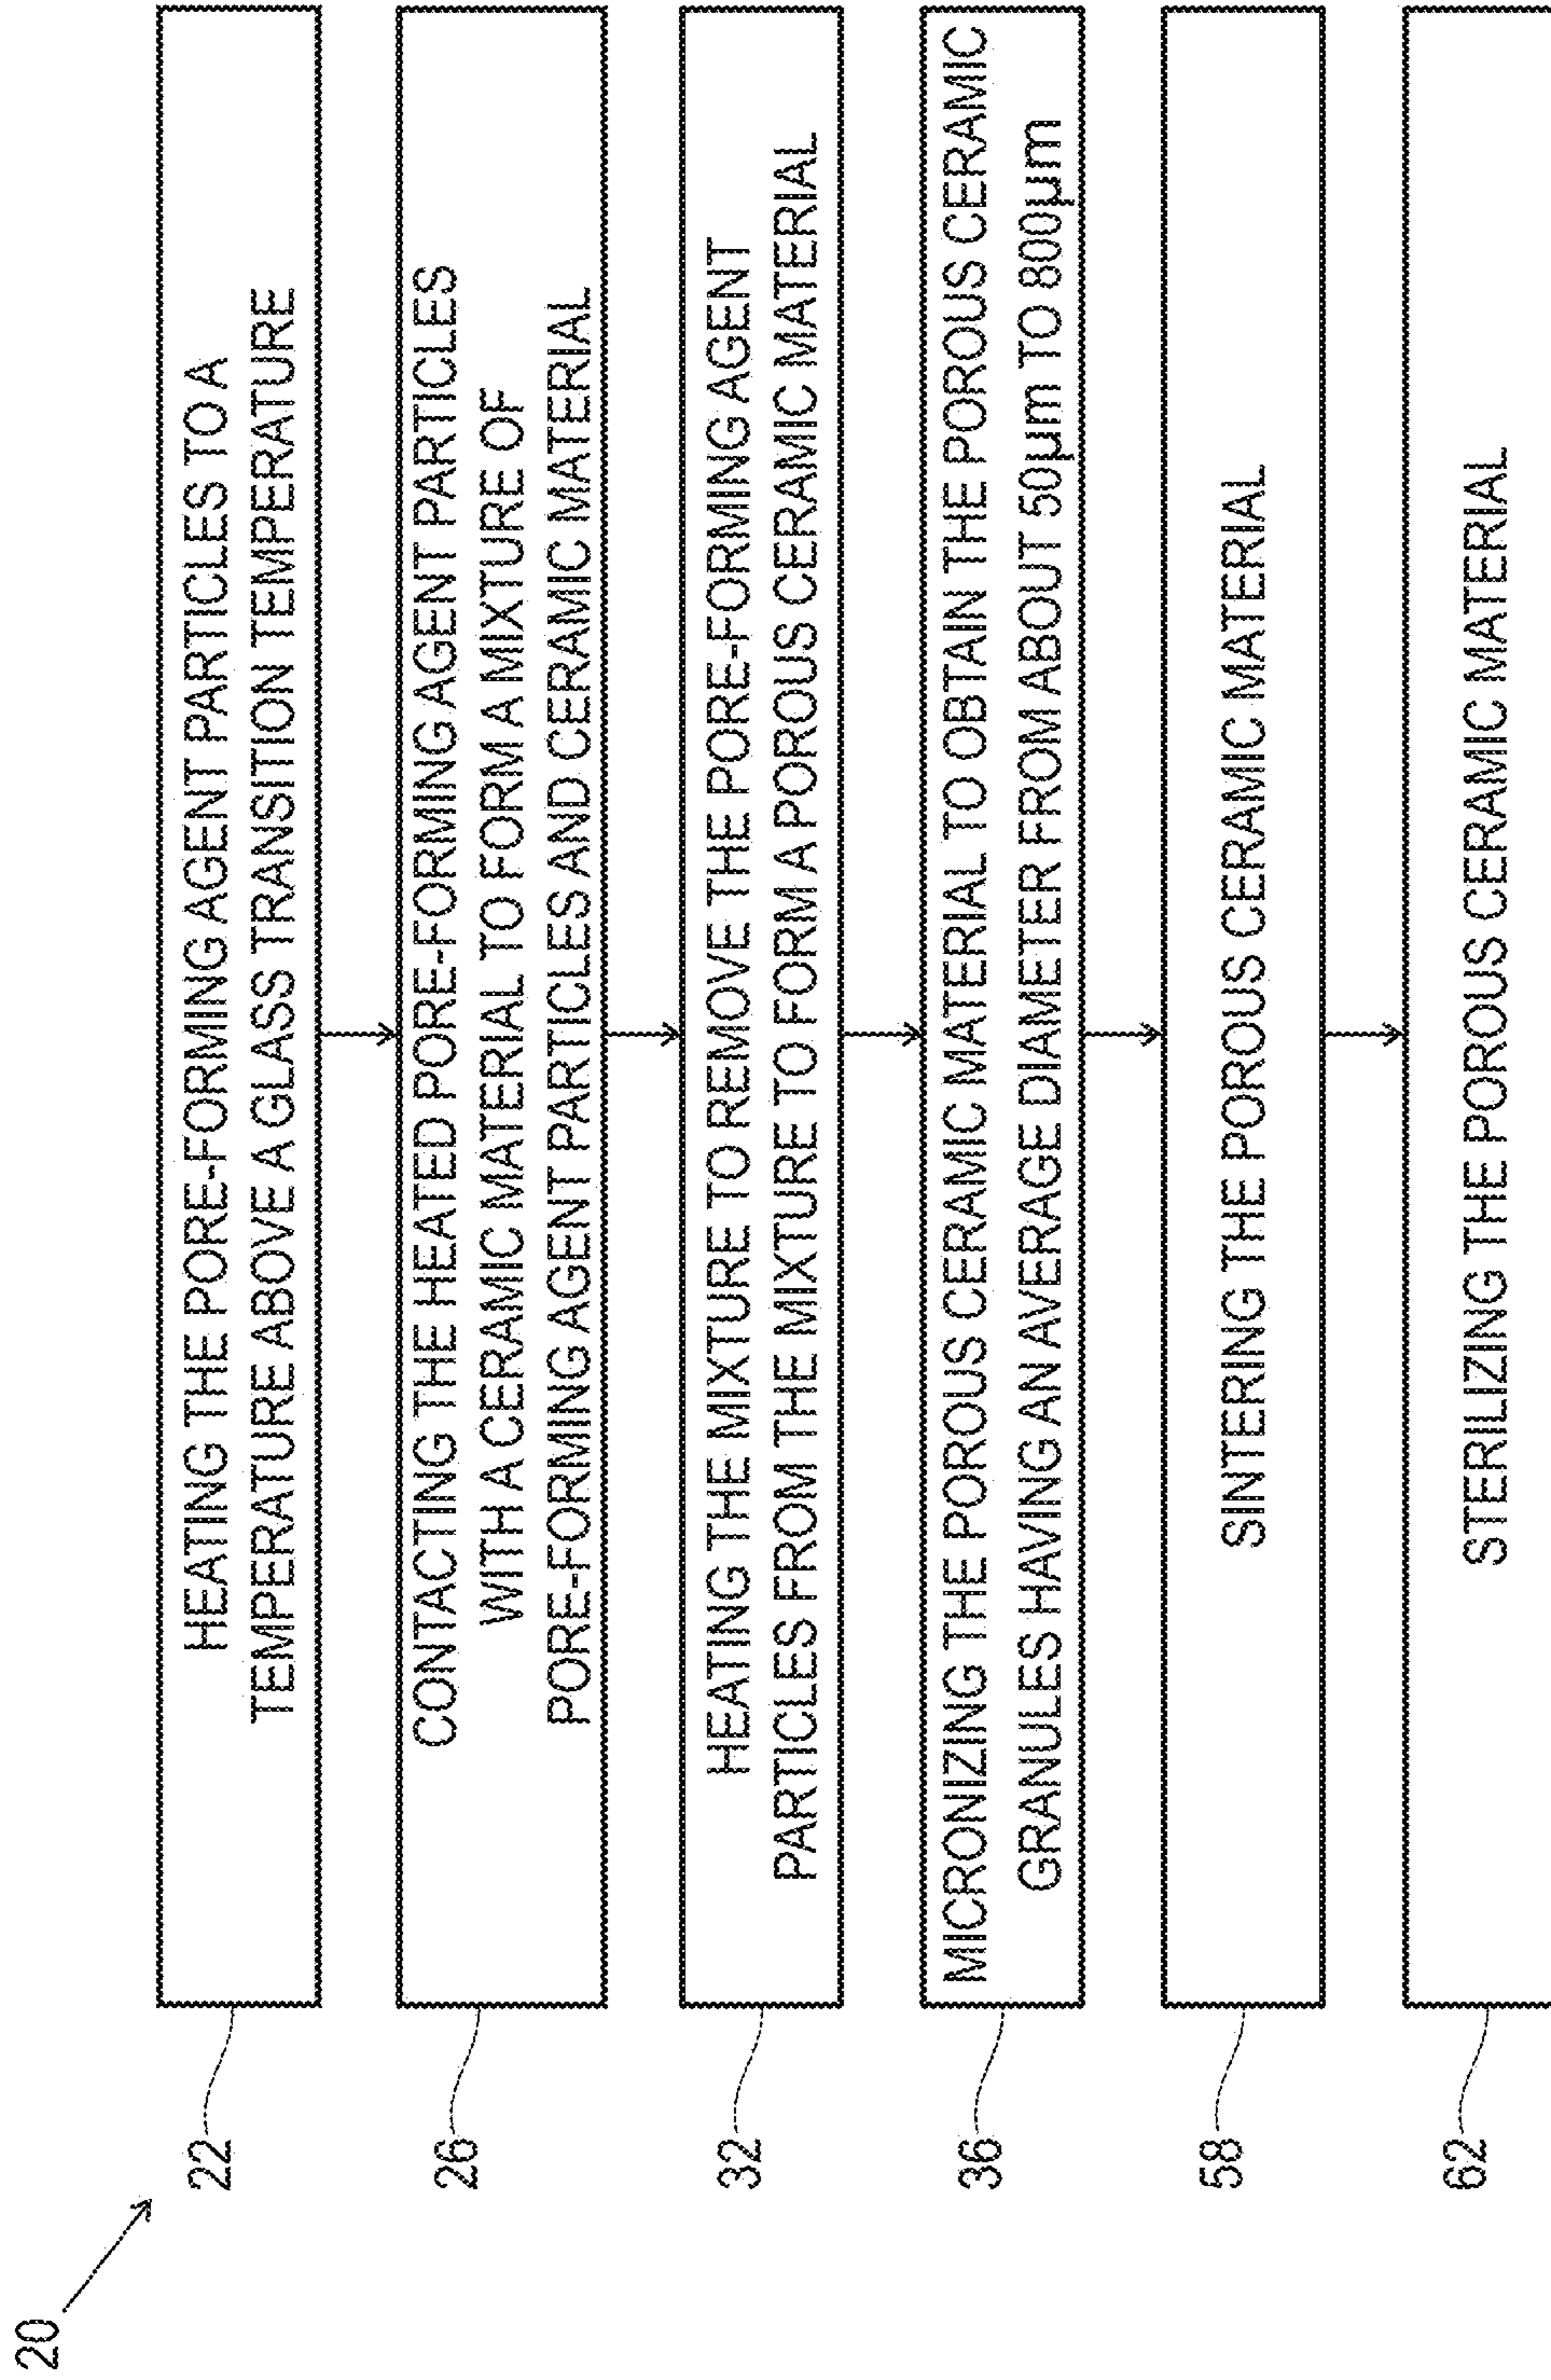 20
22
HEATING THE PORE-FORMING AGENT PARTICLES TO A
TEMPERATURE ABOVE A GLASS TRANSITION TEMPERATURE
26
CONTACTING THE HEATED PORE-FORMING AGENT PARTICLES
WITH A CERAMIC MATERIAL TO FORM A MIXTURE OF
PORE-FORMING AGENT PARTICLES AND CERAMIC MATERIAL
32
HEATING THE MIXTURE TO REMOVE THE PORE-FORMING AGENT
PARTICLES FROM THE MIXTURE TO FORM A POROUS CERAMIC MATERIAL
36
MICRONIZING THE POROUS CERAMIC MATERIAL TO OBTAIN THE POROUS CERAMIC
GRANULES HAVING AN AVERAGE DIAMETER FROM ABOUT 50µm TO 800µm
58
SINTERING THE POROUS CERAMIC MATERIAL
62
STERILIZING THE POROUS CERAMIC MATERIAL